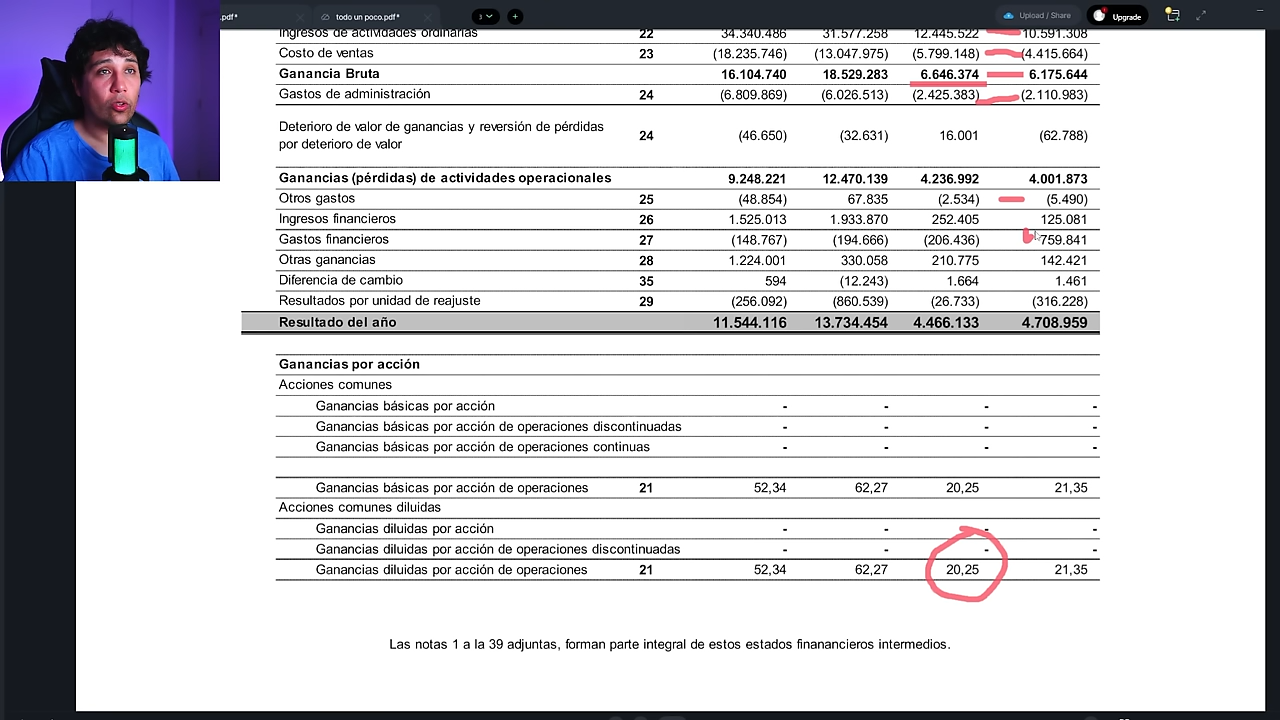 .pdf* todo un poco.pdf* 3 + Upload / Share Upgrade
Ingresos de actividades ordinarias 22 34.340.486 31.577.258 12.445.522 10.591.308
Costo de ventas 23 (18.235.746) (13.047.975) (5.799.148) (4.415.664)
Ganancia Bruta 16.104.740 18.529.283 6.646.374 6.175.644
Gastos de administración 24 (6.809.869) (6.026.513) (2.425.383) (2.110.983)
Deterioro de valor de ganancias y reversión de pérdidas
por deterioro de valor 24 (46.650) (32.631) 16.001 (62.788)
Ganancias (pérdidas) de actividades operacionales 9.248.221 12.470.139 4.236.992 4.001.873
Otros gastos 25 (48.854) 67.835 (2.534) (5.490)
Ingresos financieros 26 1.525.013 1.933.870 252.405 125.081
Gastos financieros 27 (148.767) (194.666) (206.436) 759.841
Otras ganancias 28 1.224.001 330.058 210.775 142.421
Diferencia de cambio 35 594 (12.243) 1.664 1.461
Resultados por unidad de reajuste 29 (256.092) (860.539) (26.733) (316.228)
Resultado del año 11.544.116 13.734.454 4.466.133 4.708.959
Ganancias por acción
Acciones comunes
Ganancias básicas por acción - - - -
Ganancias básicas por acción de operaciones discontinuadas - - - -
Ganancias básicas por acción de operaciones continuas - - - -
Ganancias básicas por acción de operaciones 21 52,34 62,27 20,25 21,35
Acciones comunes diluidas
Ganancias diluidas por acción - - - -
Ganancias diluidas por acción de operaciones discontinuadas - - - -
Ganancias diluidas por acción de operaciones 21 52,34 62,27 20,25 21,35
Las notas 1 a la 39 adjuntas, forman parte integral de estos estados finanancieros intermedios.